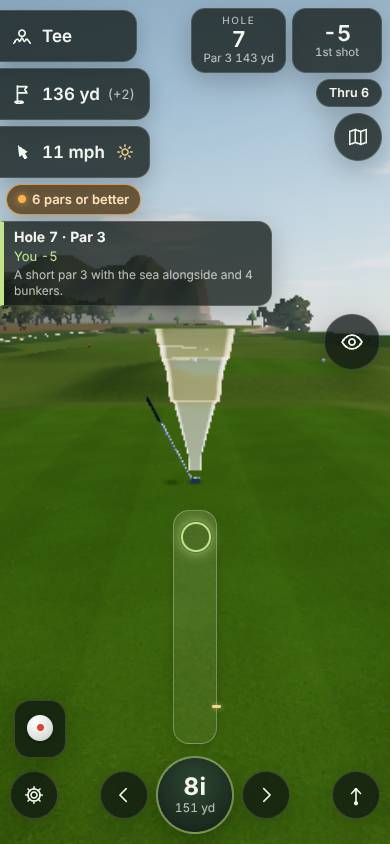 Tee
HOLE
7
Par 3 143 yd
-5
1st shot
136 yd (+2)
Thru 6
11 mph
6 pars or better
Hole 7 · Par 3
You -5
A short par 3 with the sea alongside and 4
bunkers.
8i
151 yd